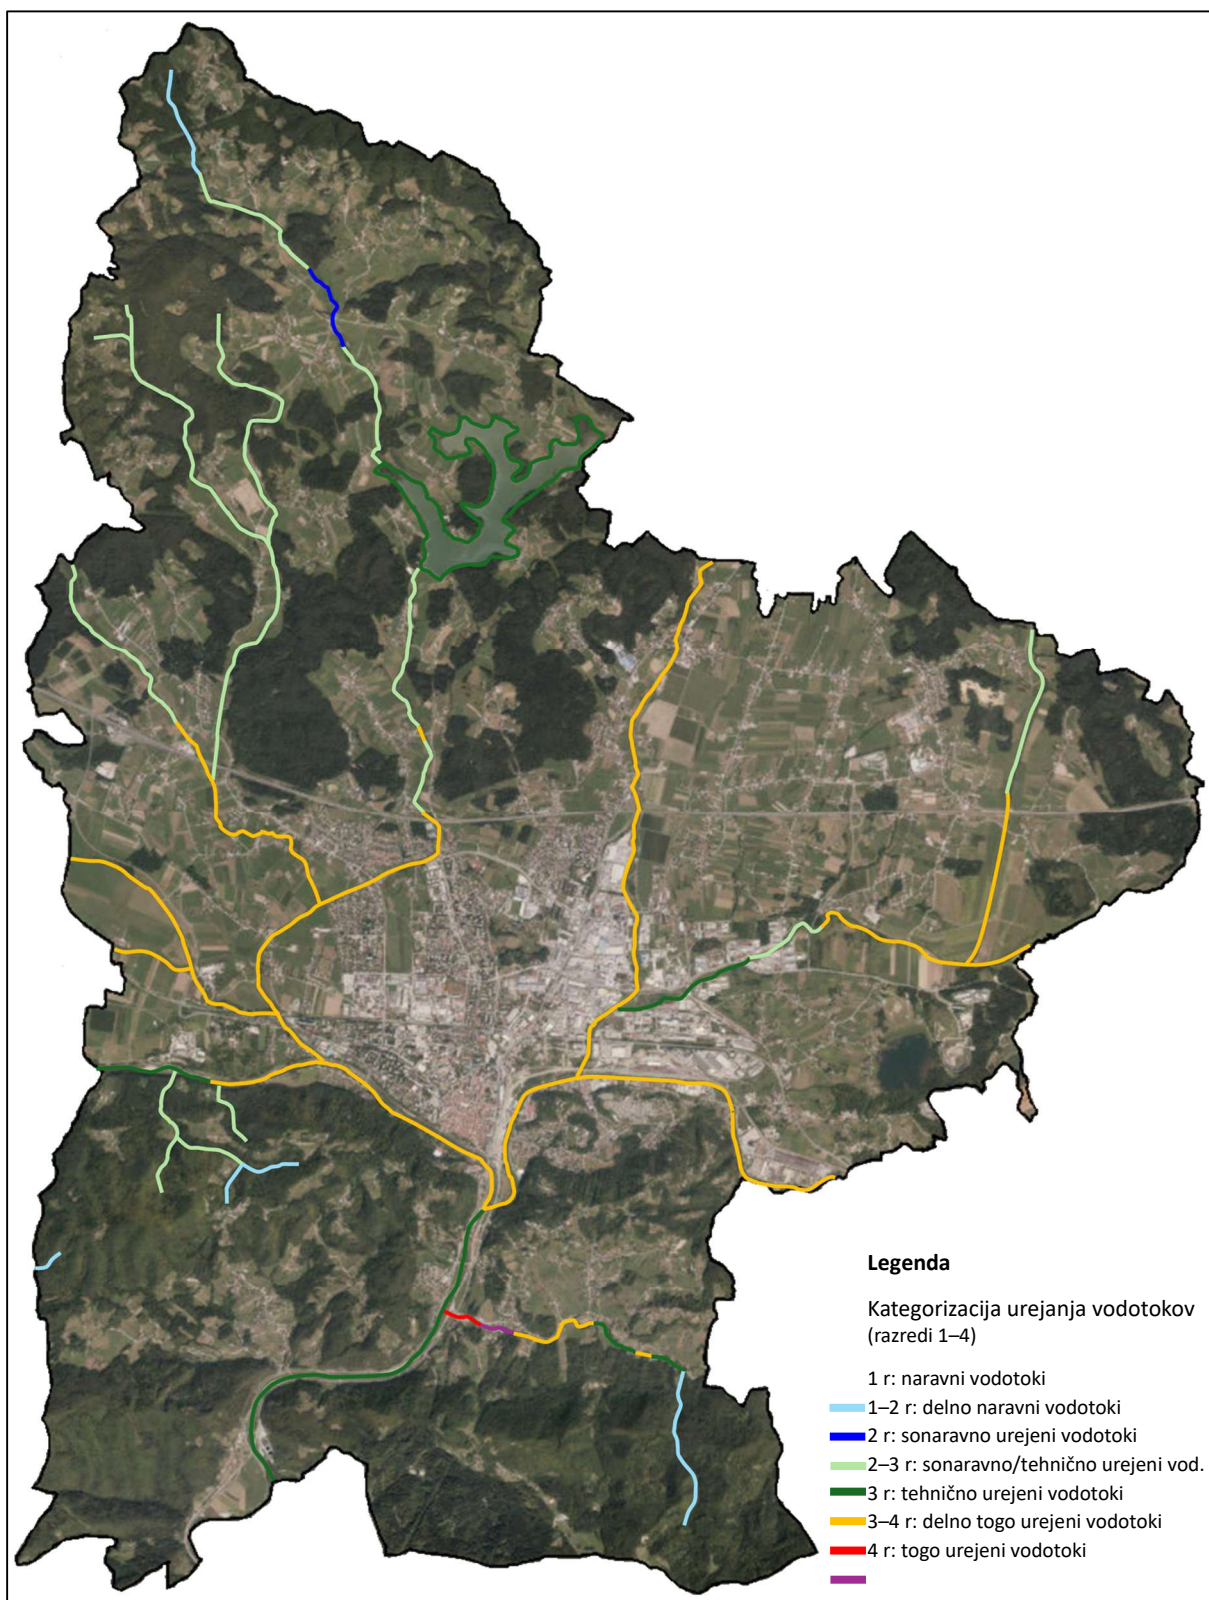 Legenda
Kategorizacija urejanja vodotokov
(razredi 1–4)
1 r: naravni vodotoki
1–2 r: delno naravni vodotoki
2 r: sonaravno urejeni vodotoki
2–3 r: sonaravno/tehnično urejeni vod.
3 r: tehnično urejeni vodotoki
3–4 r: delno togo urejeni vodotoki
4 r: togo urejeni vodotoki